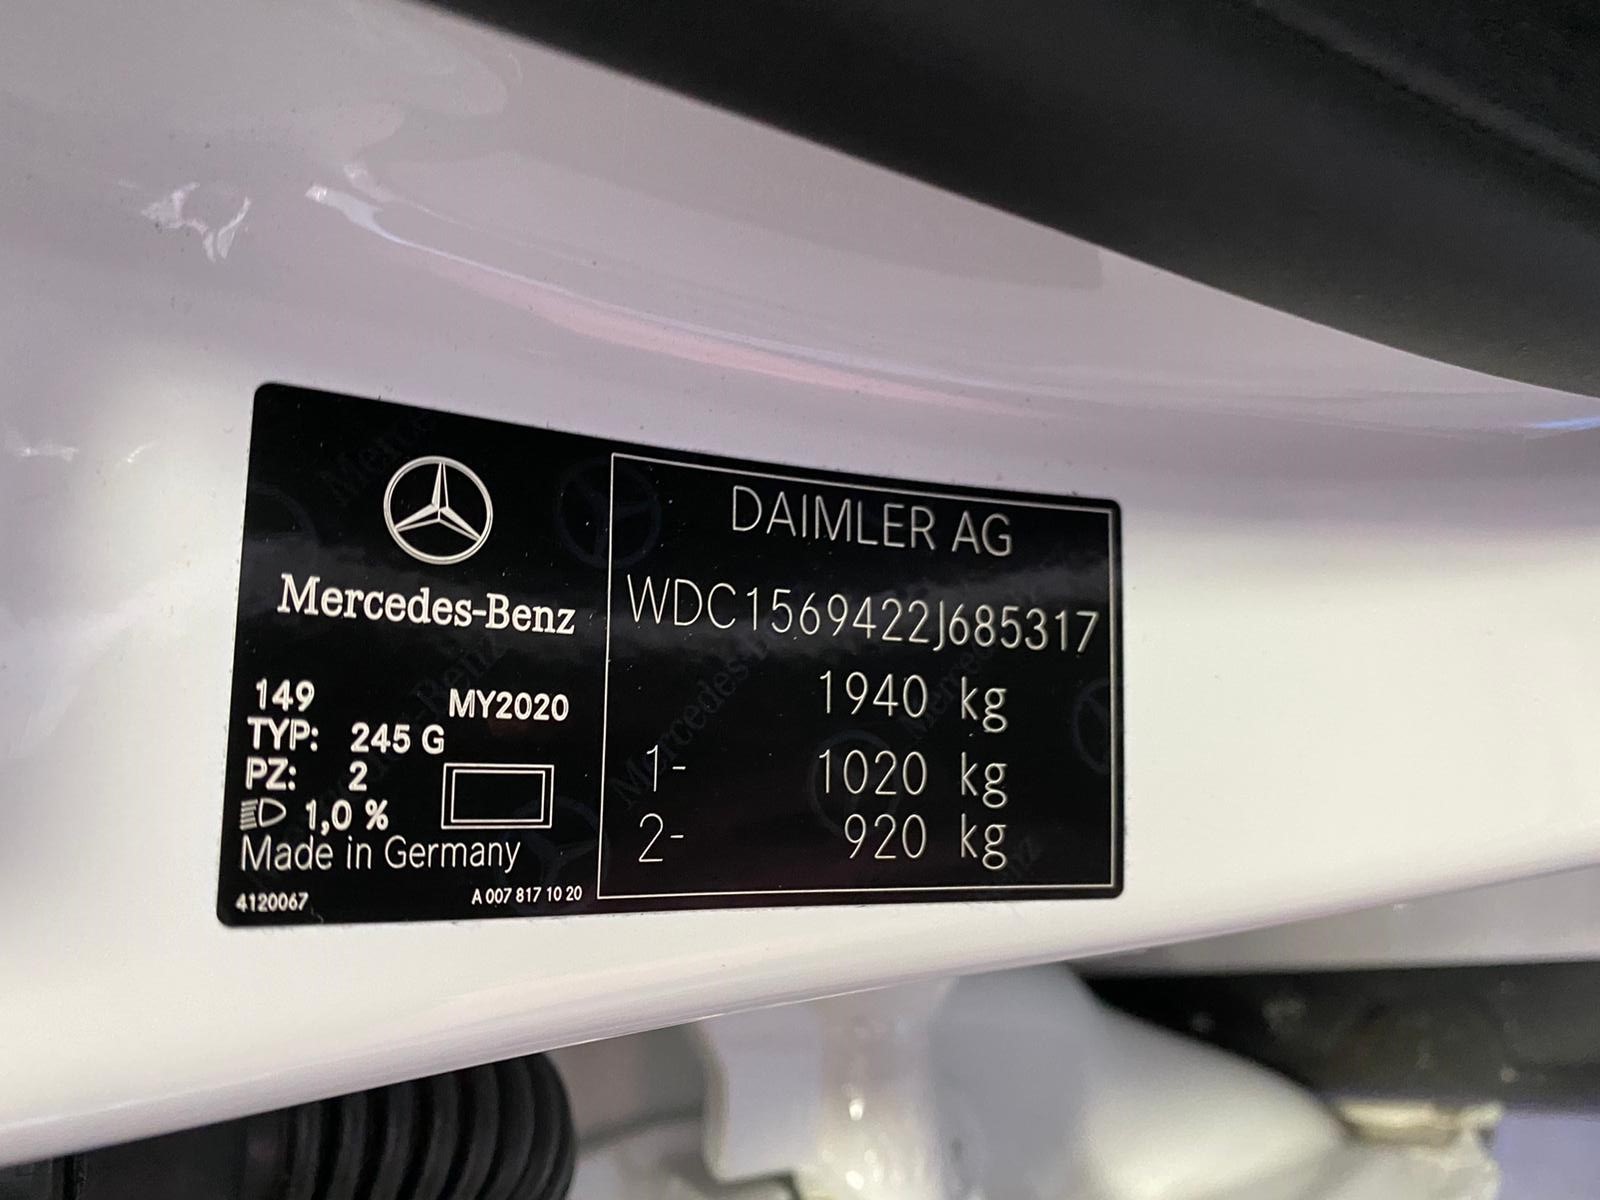 Mercedes-Benz
149 MY2020
TYP: 245 G
PZ: 2
1,0 %
Made in Germany
4120067 A 007 817 10 20
DAIMLER AG
WDC1569422J685317
1940 kg
1- 1020 kg
2- 920 kg